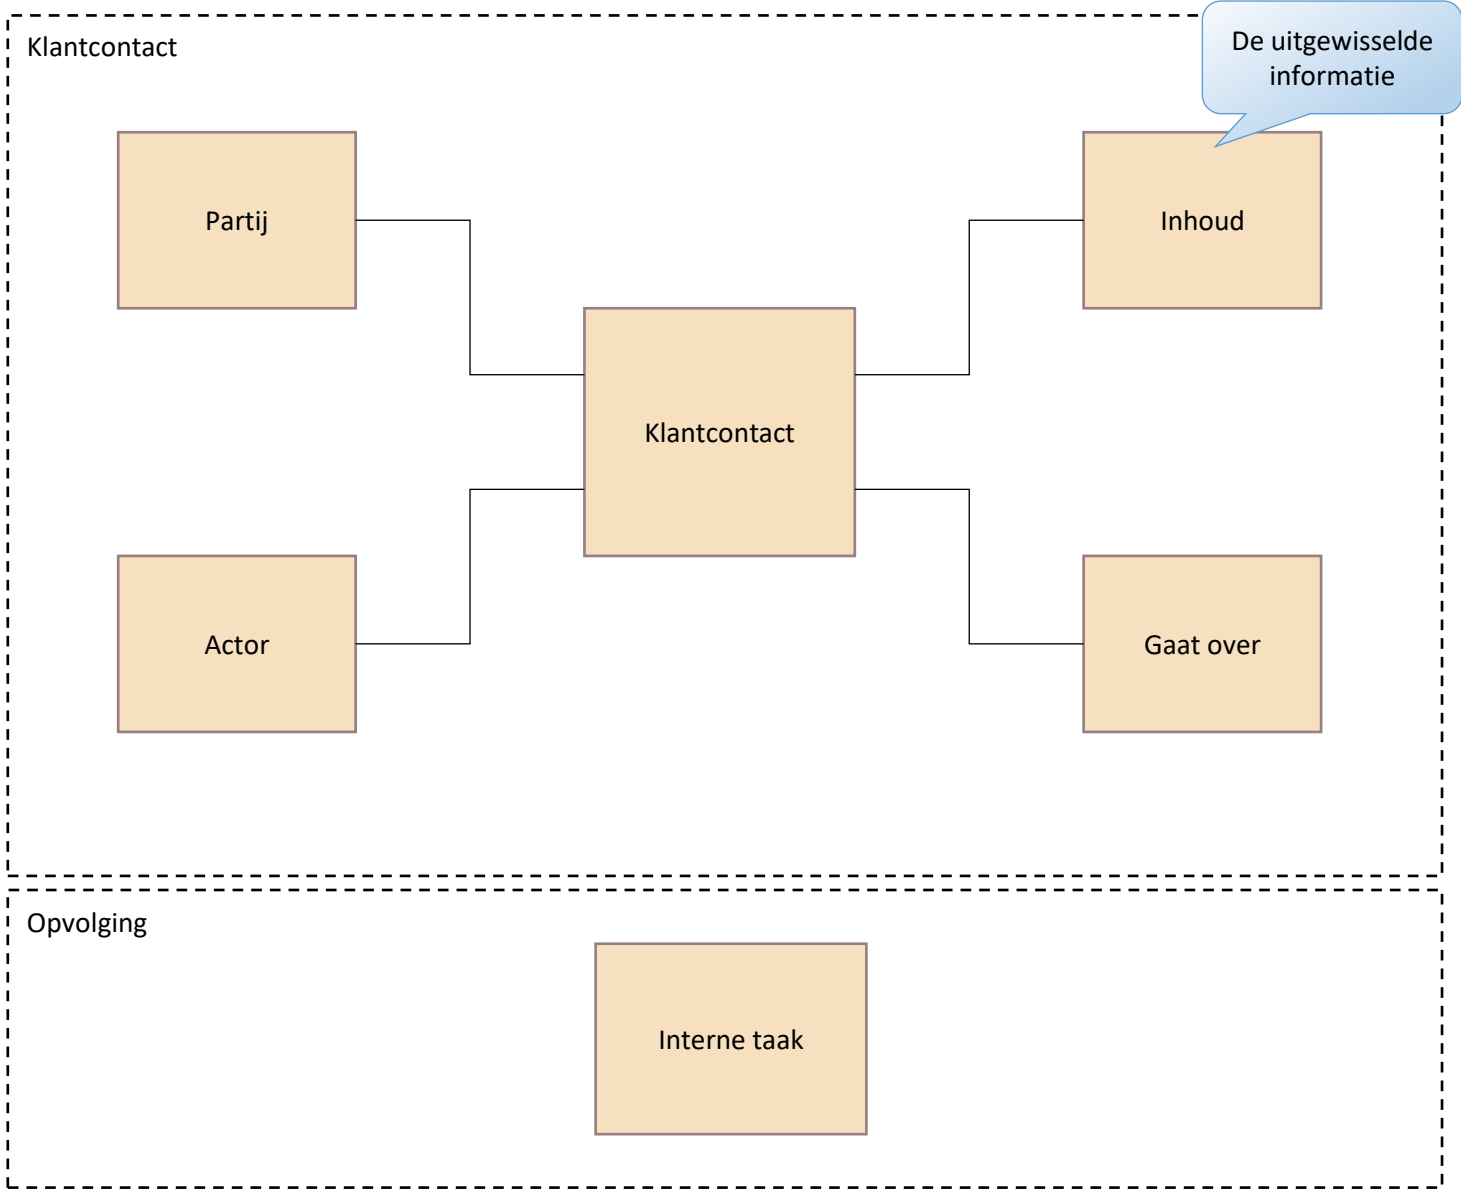 Klantcontact
De uitgewisselde
informatie
Partij
Inhoud
Klantcontact
Actor
Gaat over
Opvolging
Interne taak